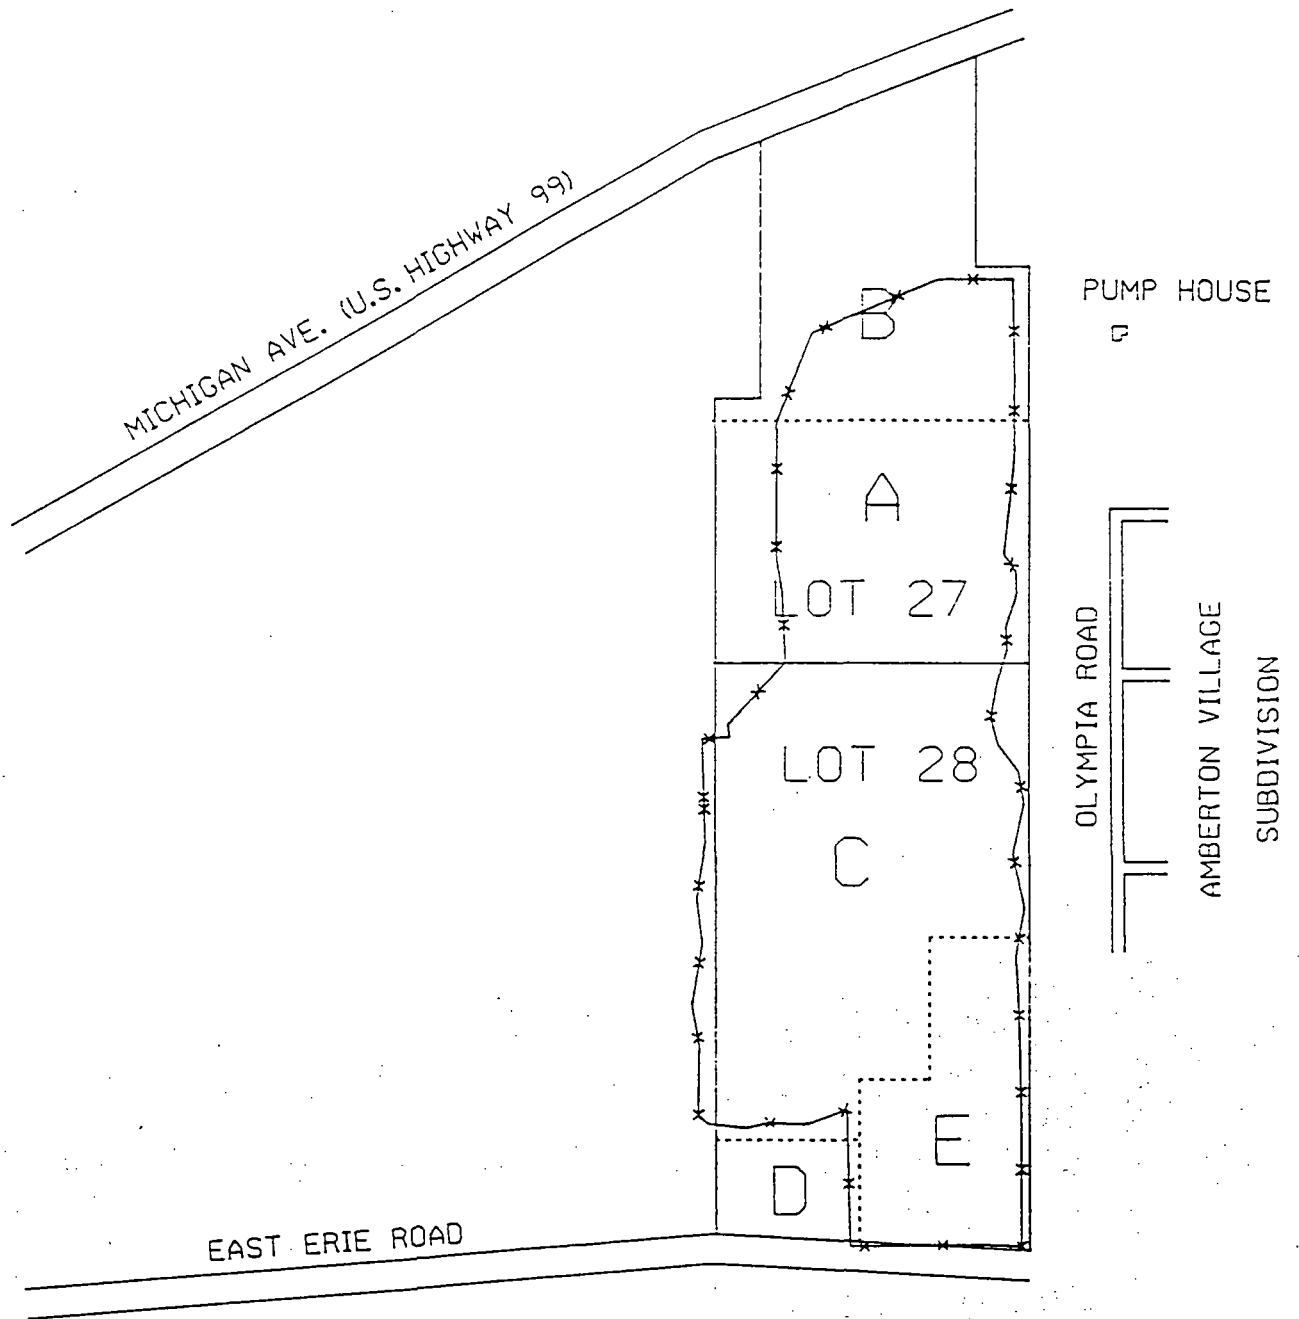 MICHIGAN AVE. (U.S. HIGHWAY 99)
B
PUMP HOUSE
A
LOT 27
OLYMPIA ROAD
AMBERTON VILLAGE
SUBDIVISION
LOT 28
C
E
D
EAST ERIE ROAD